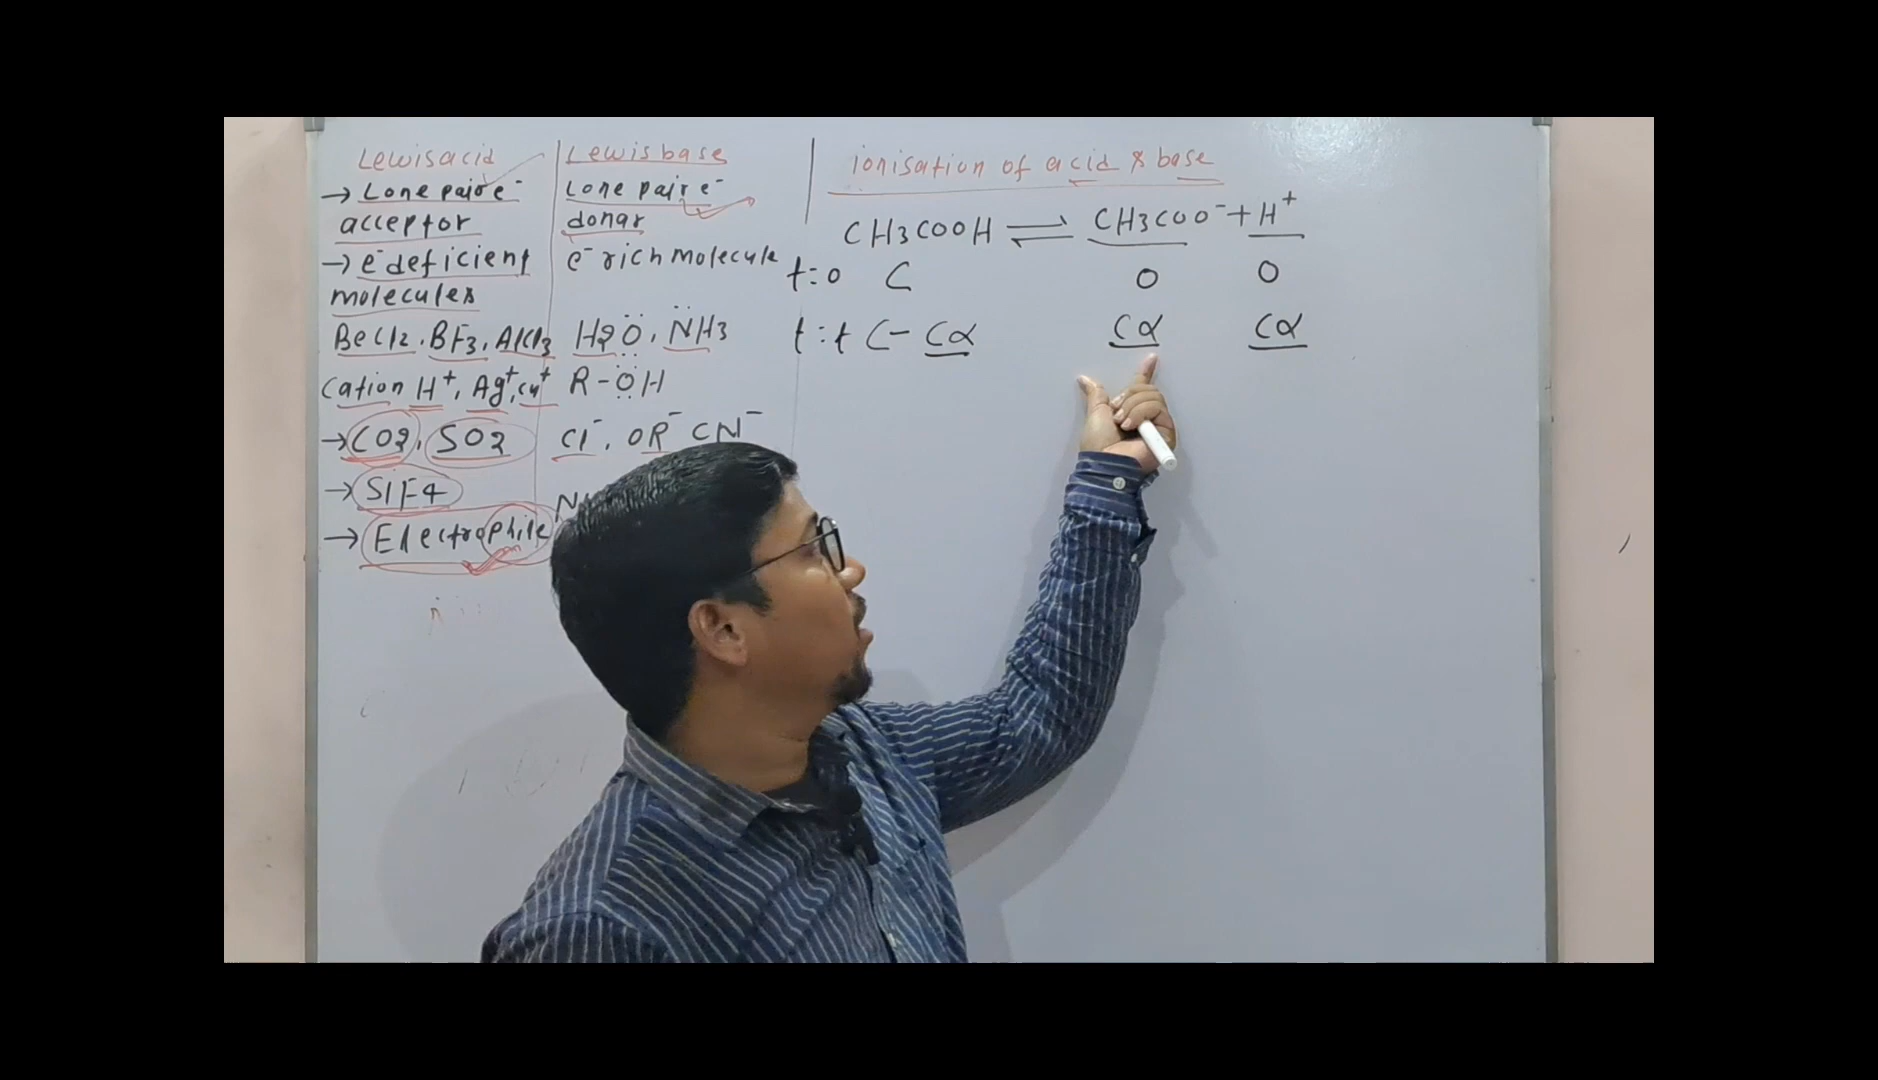 Lewis acid
→ Lone pair e-
acceptor
→ e- deficient
molecules
BeCl2, BF3, AlCl3
Cation H+, Ag+, Cu+
→ CO2, SO2
→ SiF4
→ Electrophile
Lewis base
Lone pair e-
donar
e- rich molecule
H2O, NH3
R-OH
Cl-, OR- CN-
ionisation of acid & base
CH3COOH ⇌ CH3COO- + H+
t=0 C 0 0
t=t C-Cα Cα Cα